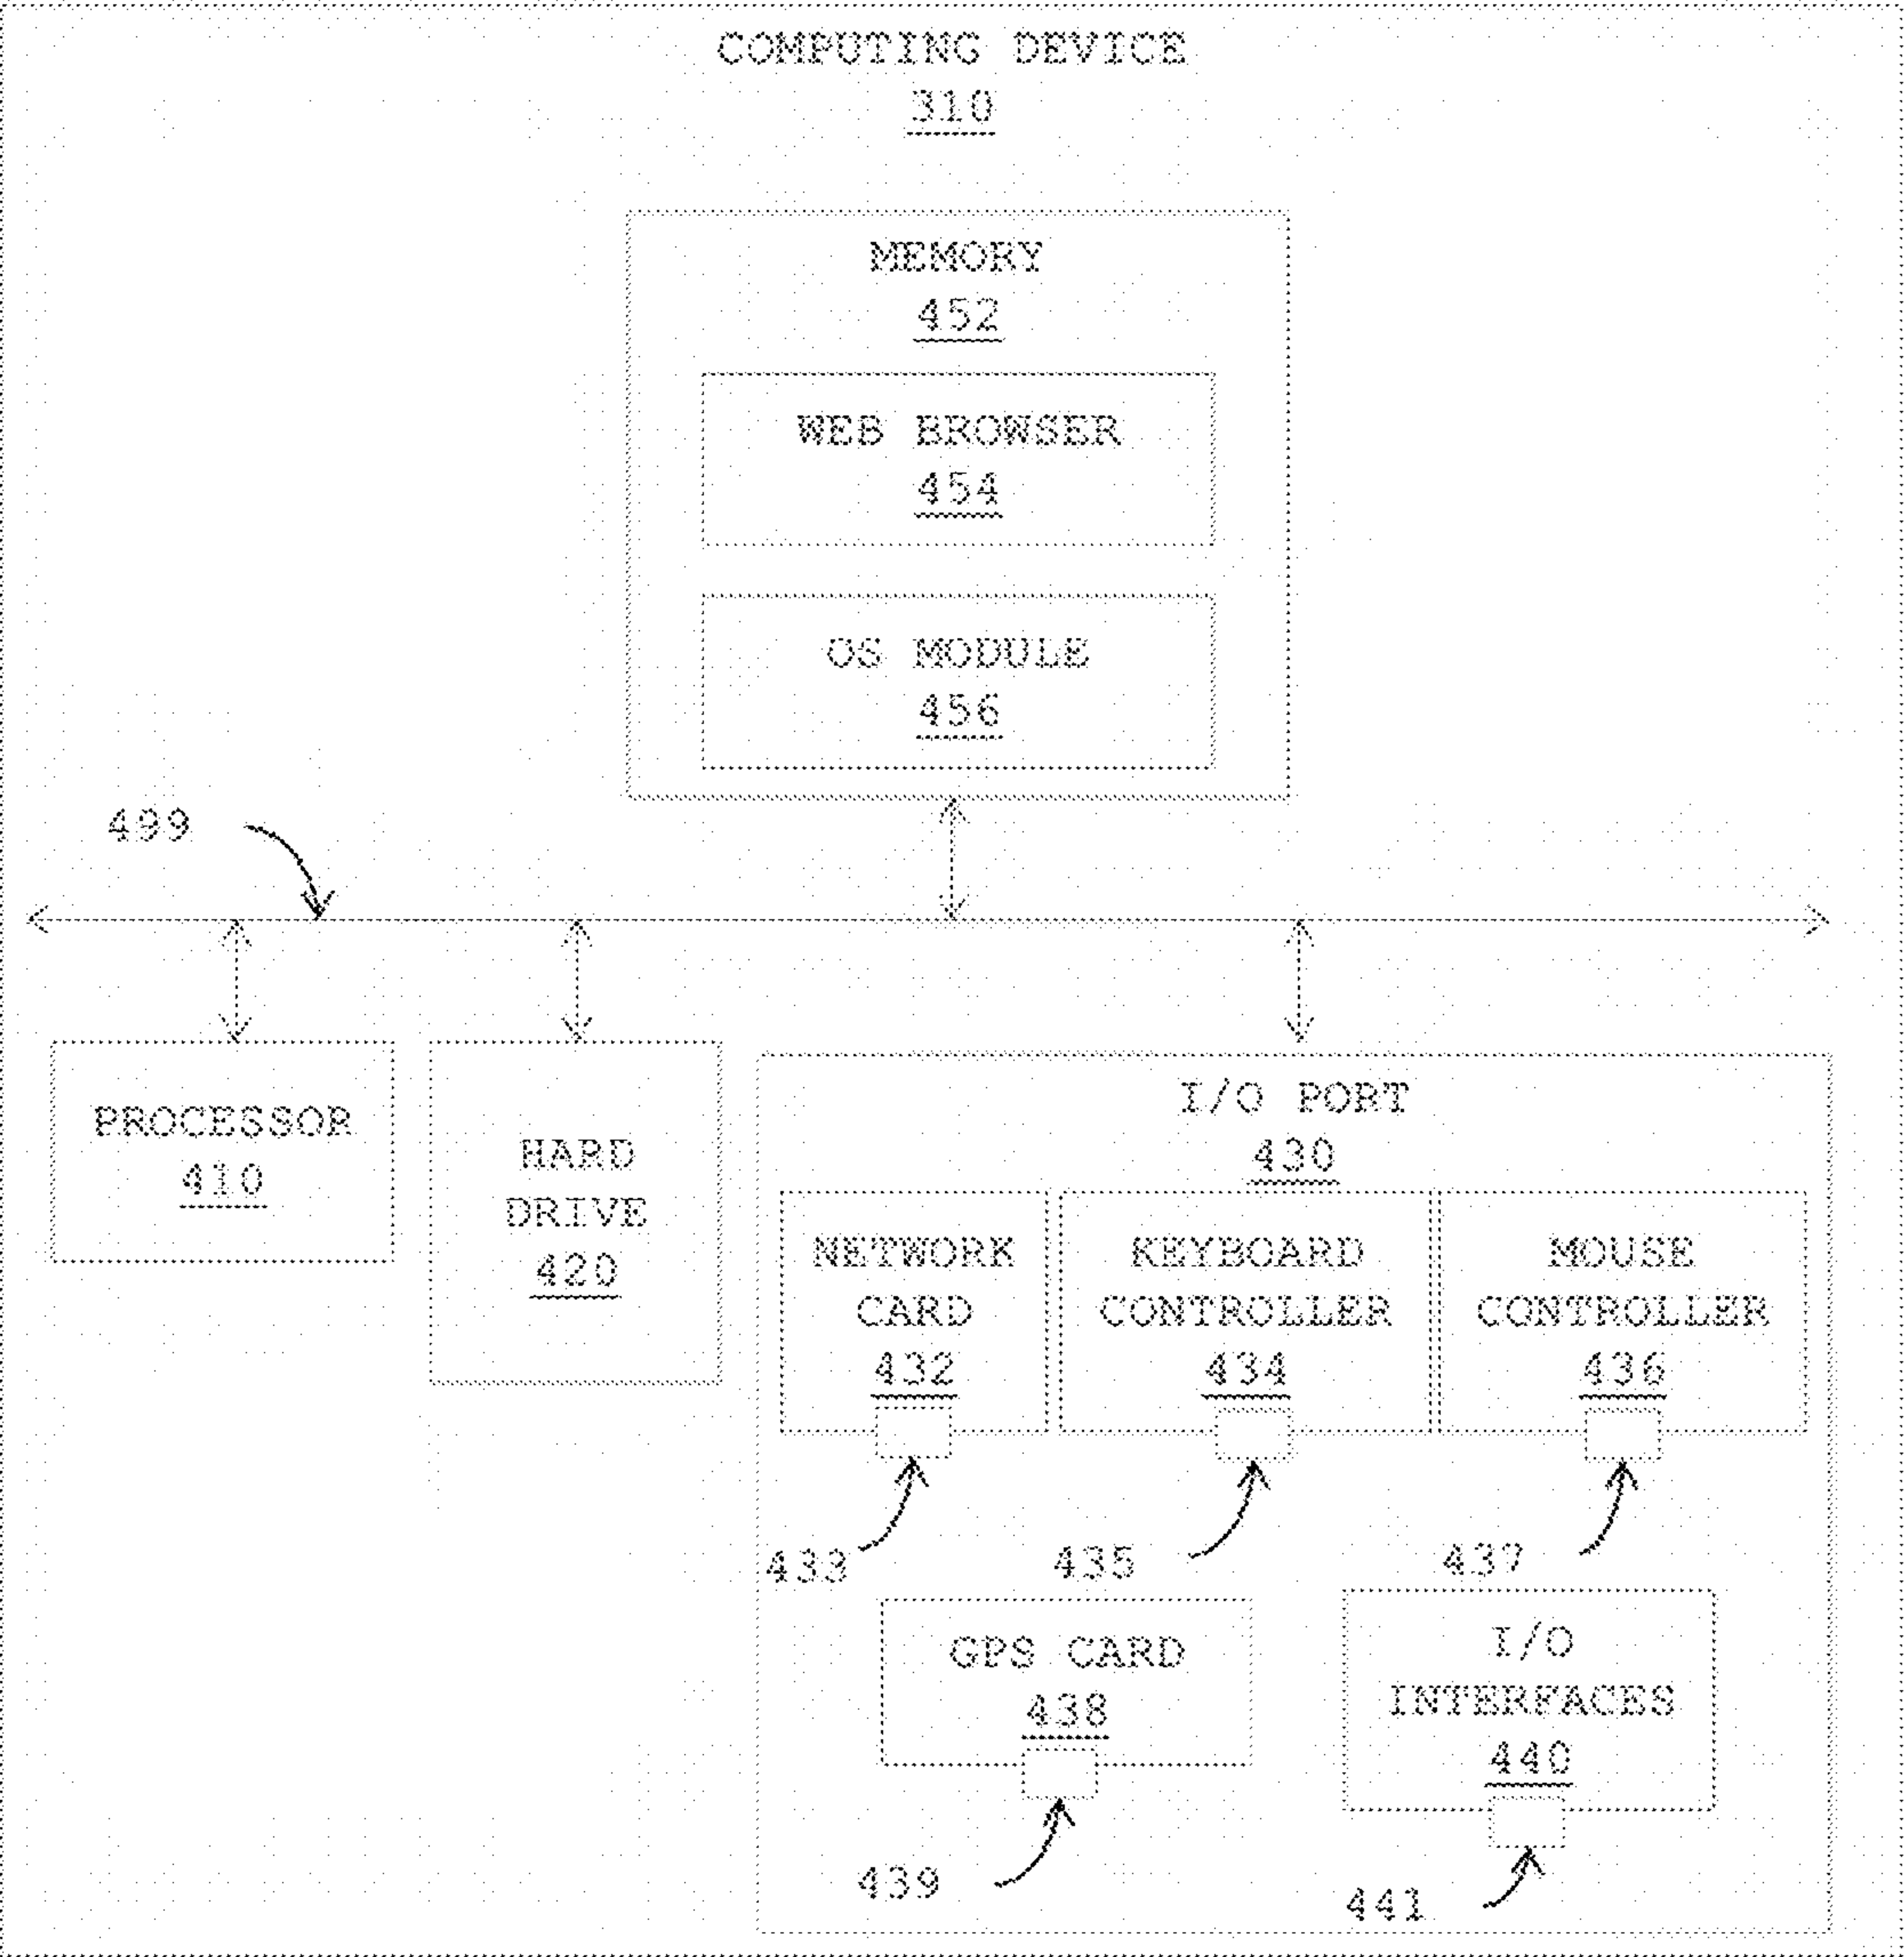 COMPUTING DEVICE
310
MEMORY
452
WEB BROWSER
454
OS MODULE
456
499
PROCESSOR
410
HARD
DRIVE
420
I/O PORT
430
NETWORK
CARD
432
KEYBOARD
CONTROLLER
434
MOUSE
CONTROLLER
436
433
435
437
GPS CARD
438
I/O
INTERFACES
440
439
441